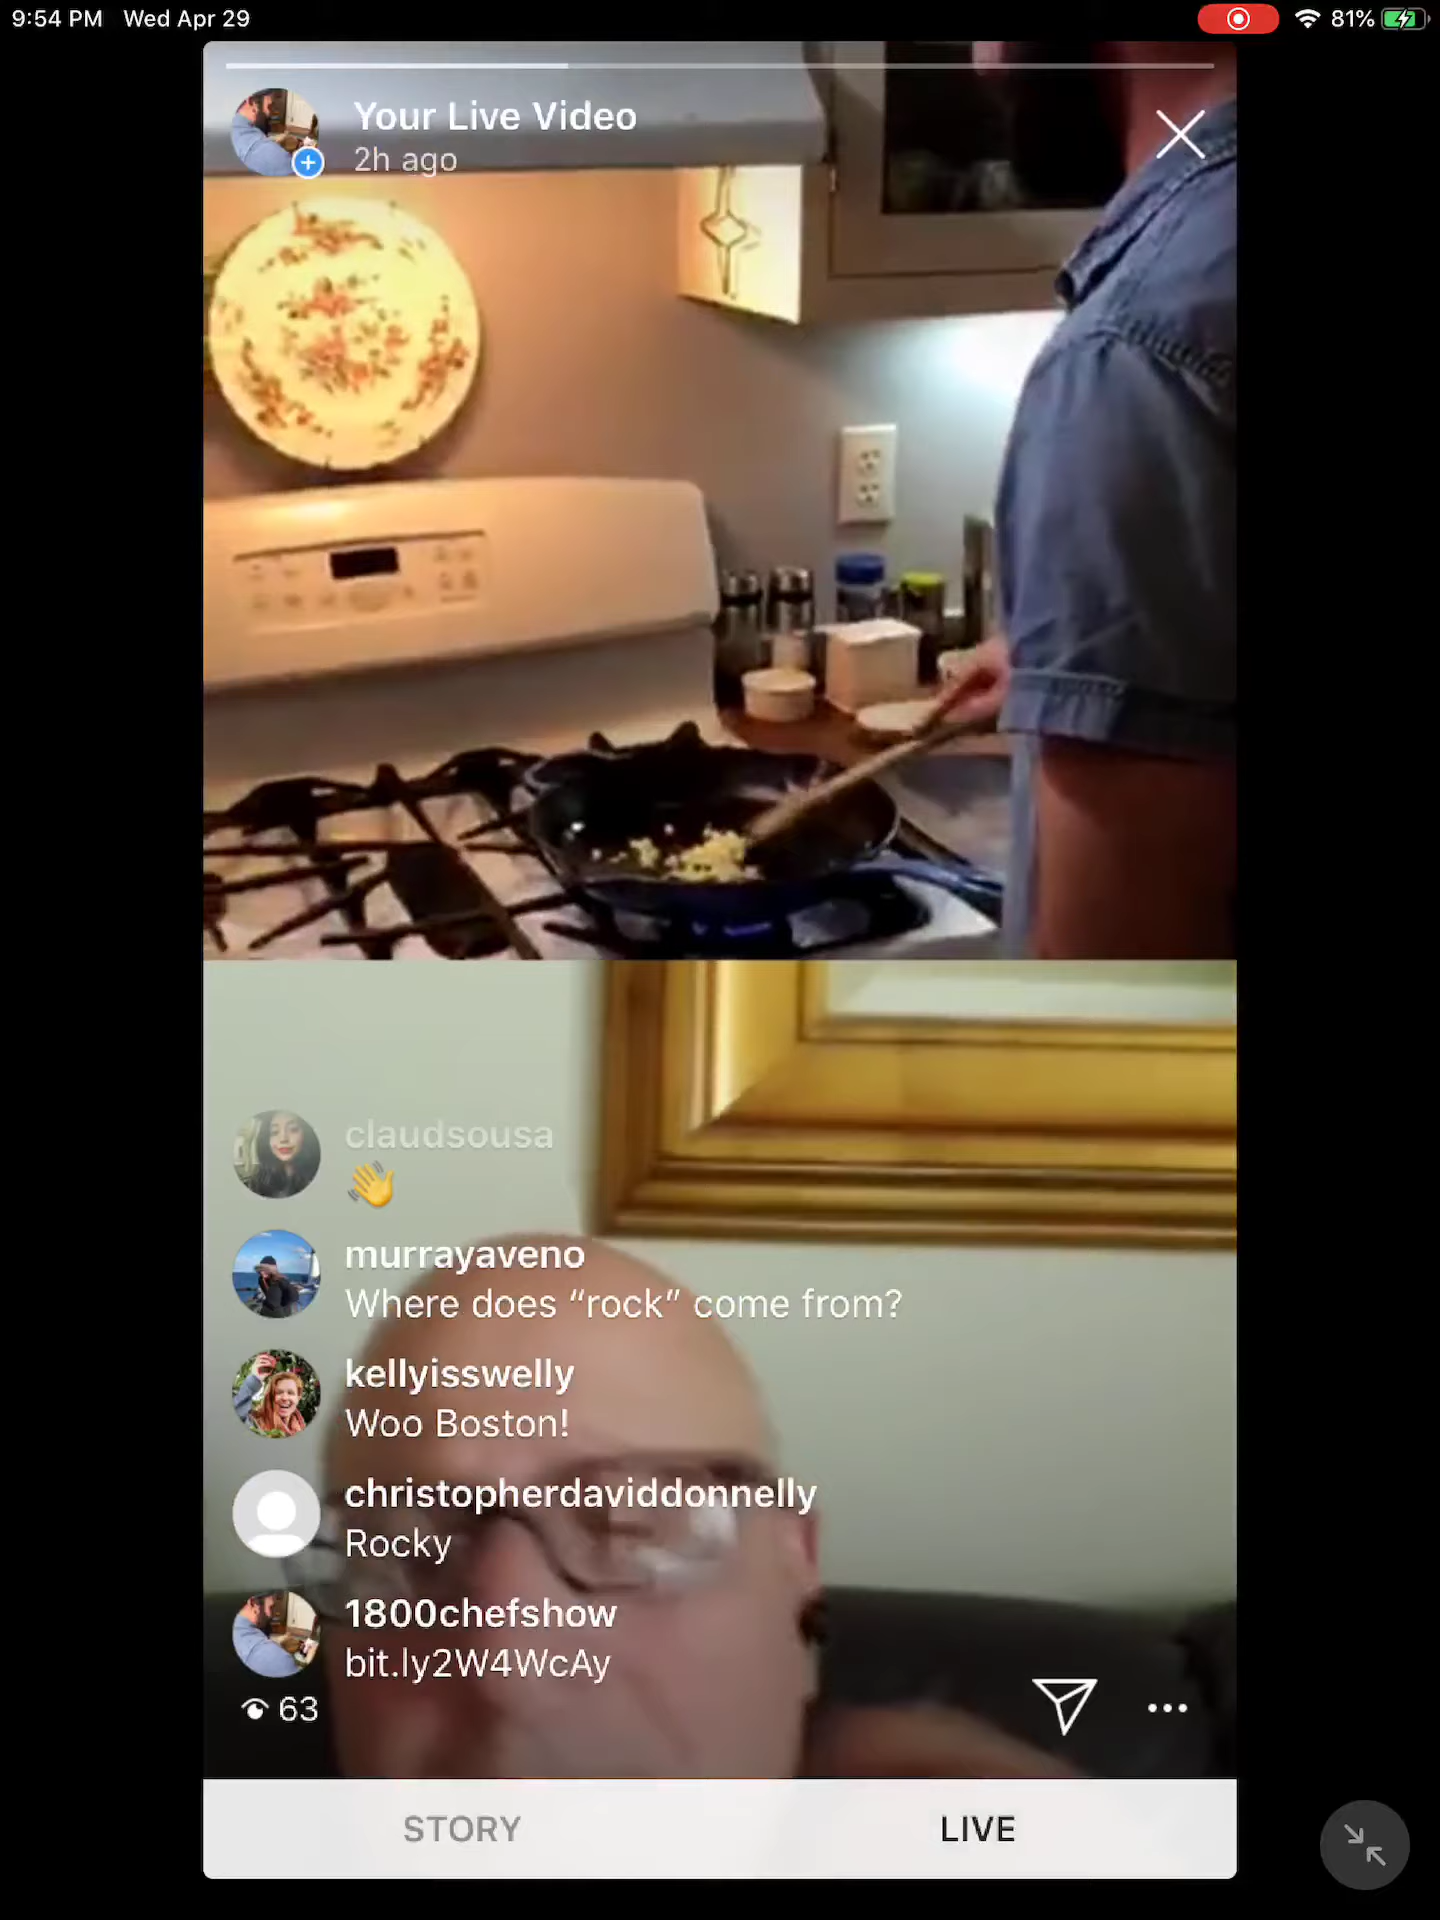 9:54 PM Wed Apr 29
81%
Your Live Video
2h ago
claudsousa
👋
murrayaveno
Where does “rock” come from?
kellyisswelly
Woo Boston!
christopherdaviddonnelly
Rocky
1800chefshow
bit.ly2W4WcAy
63
STORY
LIVE